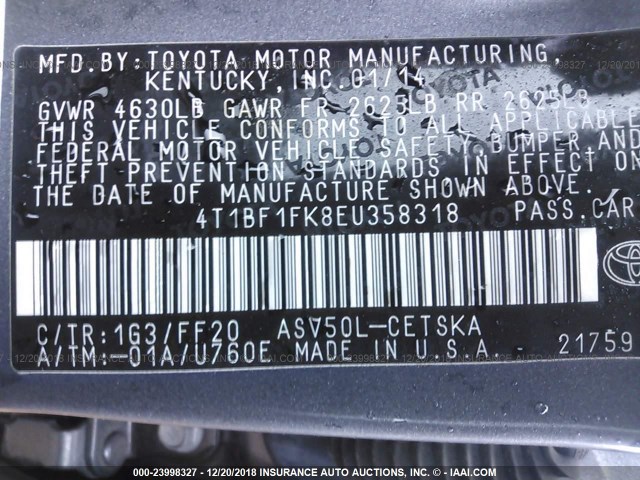 MFD.BY:TOYOTA MOTOR MANUFACTURING,
KENTUCKY,INC 01/14
GVWR 4630LB GAWR FR 2625LB RR 2625LB
THIS VEHICLE CONFORMS TO ALL APPLICABLE
FEDERAL MOTOR VEHICLE SAFETY, BUMPER,AND
THEFT PREVENTION STANDARDS IN EFFECT ON
THE DATE OF MANUFACTURE SHOWN ABOVE.
4T1BF1FK8EU358318 PASS.CAR
C/TR:1G3/FF20 ASV50L-CETSKA
A/TM: -01A/U760E MADE IN U.S.A 21759
00-23998327 - 12/20/2018 - INSURANCE AUTO AUCTIONS, INC. - © - IAAI.COM